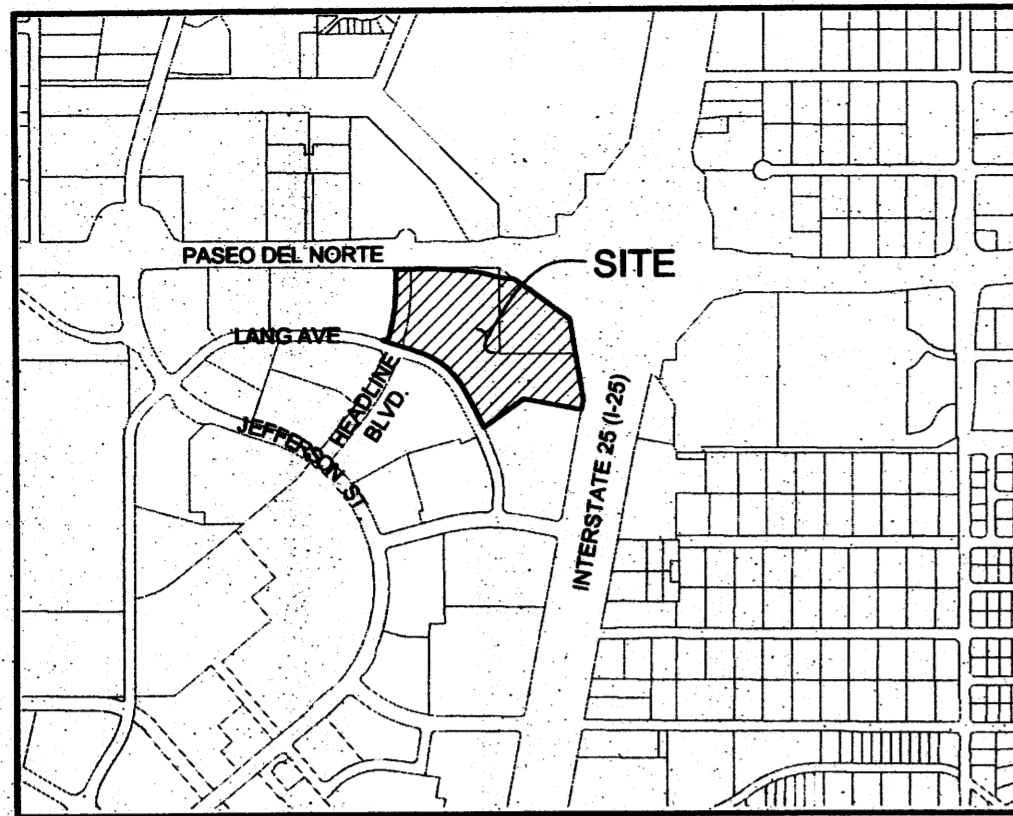 PASEO DEL NORTE
SITE
LANG AVE
HEADLINE
BLVD.
JEFFERSON ST.
INTERSTATE 25 (I-25)